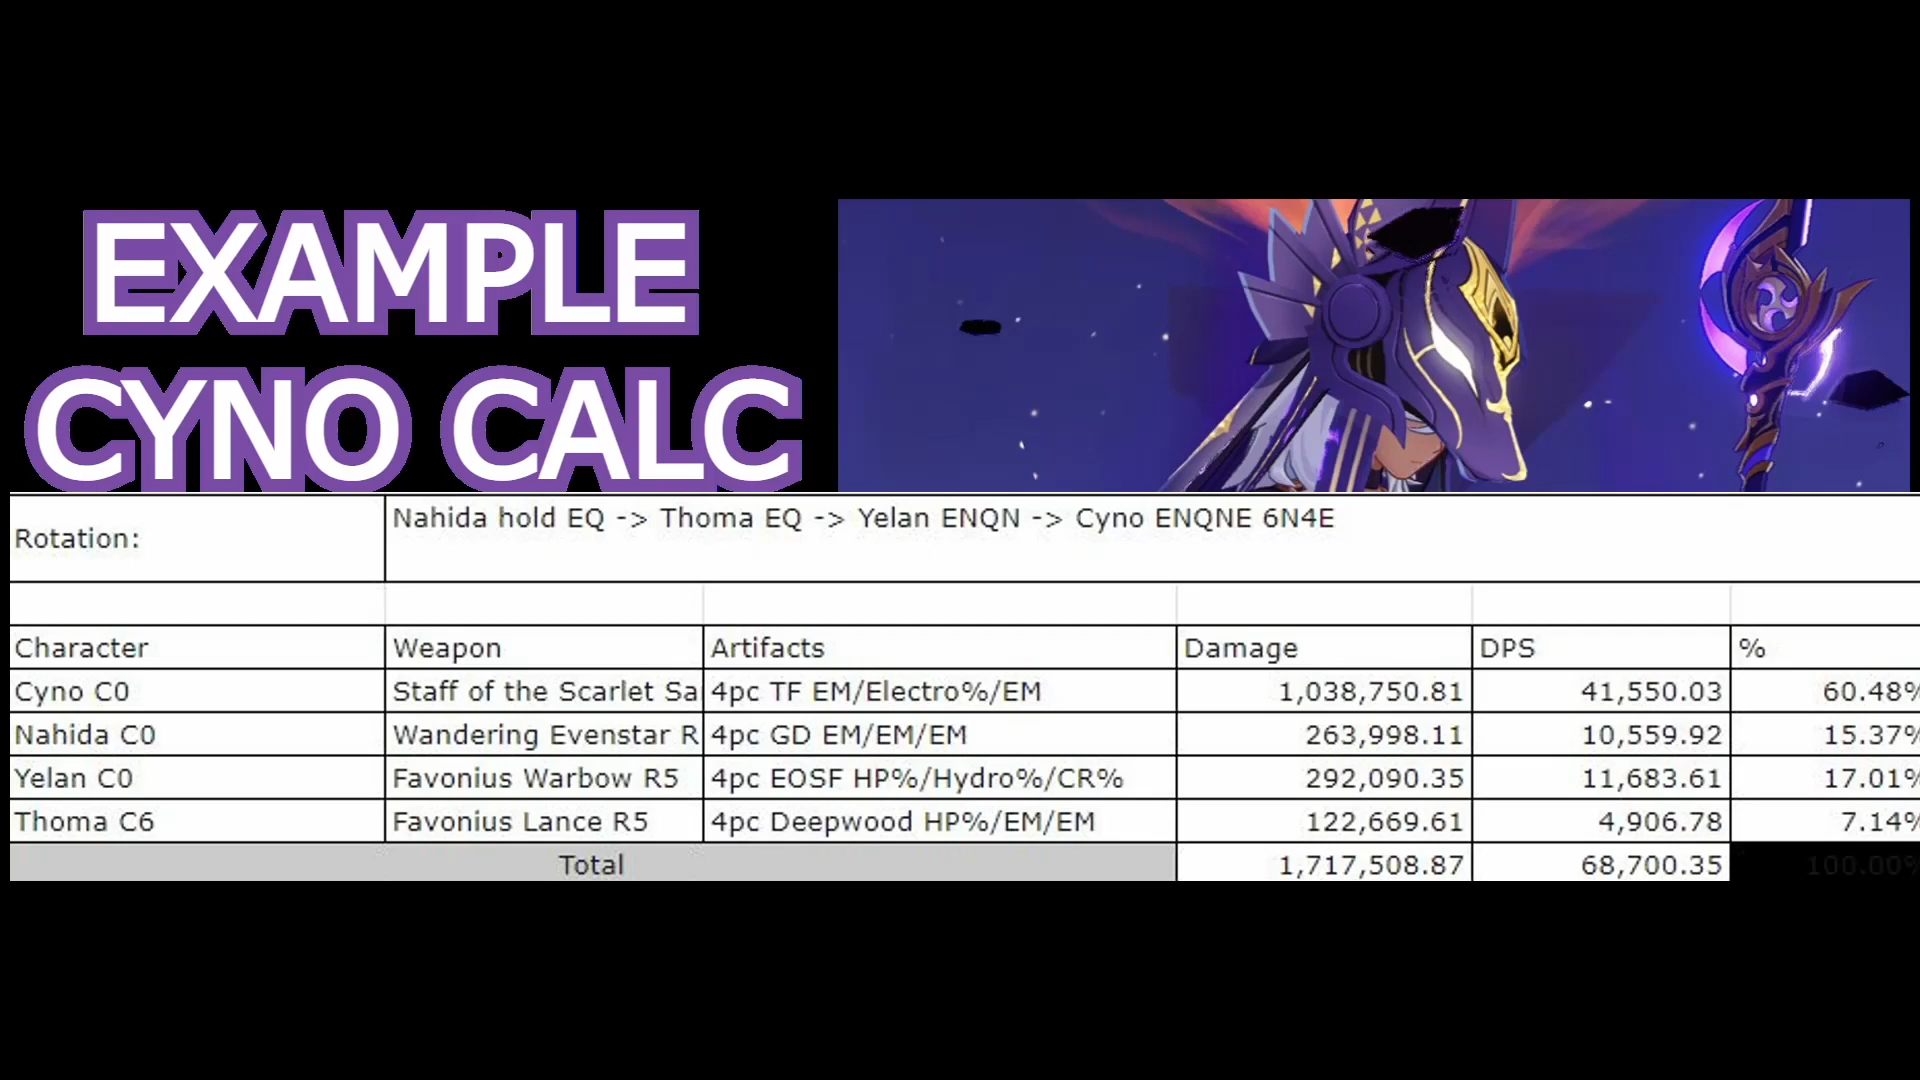 EXAMPLE
CYNO CALC
Rotation: Nahida hold EQ -> Thoma EQ -> Yelan ENQN -> Cyno ENQNE 6N4E
Character Weapon Artifacts Damage DPS %
Cyno C0 Staff of the Scarlet Sa 4pc TF EM/Electro%/EM 1,038,750.81 41,550.03 60.48%
Nahida C0 Wandering Evenstar R 4pc GD EM/EM/EM 263,998.11 10,559.92 15.37%
Yelan C0 Favonius Warbow R5 4pc EOSF HP%/Hydro%/CR% 292,090.35 11,683.61 17.01%
Thoma C6 Favonius Lance R5 4pc Deepwood HP%/EM/EM 122,669.61 4,906.78 7.14%
Total 1,717,508.87 68,700.35 100.00%